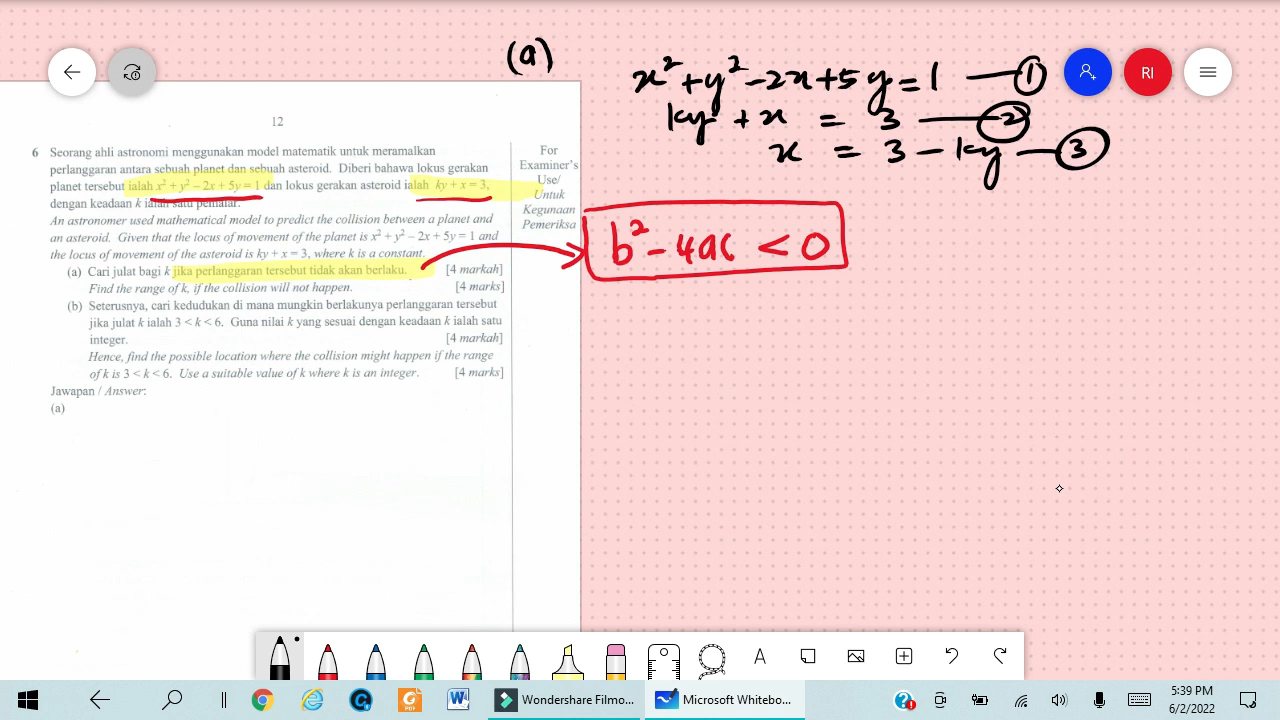 (a)
x² + y² - 2x + 5y = 1 — ①
ky + x = 3 — ②
x = 3 - ky — ③
RI
12
6 Seorang ahli astronomi menggunakan model matematik untuk meramalkan
perlanggaran antara sebuah planet dan sebuah asteroid. Diberi bahawa lokus gerakan
planet tersebut ialah x² + y² – 2x + 5y = 1 dan lokus gerakan asteroid ialah ky + x = 3,
dengan keadaan k ialah satu pemalar.
An astronomer used mathematical model to predict the collision between a planet and
an asteroid. Given that the locus of movement of the planet is x² + y² – 2x + 5y = 1 and
the locus of movement of the asteroid is ky + x = 3, where k is a constant.
(a) Cari julat bagi k jika perlanggaran tersebut tidak akan berlaku. [4 markah]
Find the range of k, if the collision will not happen. [4 marks]
(b) Seterusnya, cari kedudukan di mana mungkin berlakunya perlanggaran tersebut
jika julat k ialah 3 < k < 6. Guna nilai k yang sesuai dengan keadaan k ialah satu
integer. [4 markah]
Hence, find the possible location where the collision might happen if the range
of k is 3 < k < 6. Use a suitable value of k where k is an integer. [4 marks]
Jawapan / Answer:
(a)
For
Examiner's
Use/
Untuk
Kegunaan
Pemeriksa
b² - 4ac < 0
A
Wondershare Filmo...
Microsoft Whitebo...
5:39 PM
6/2/2022